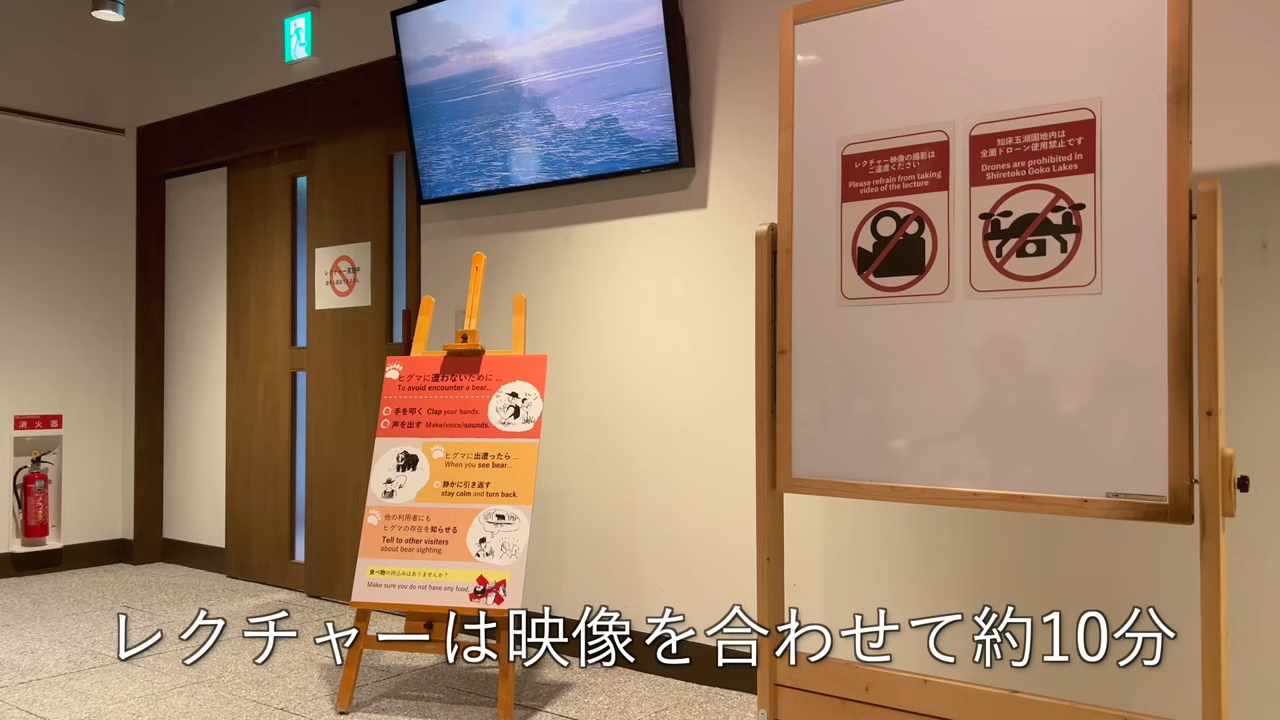 レクチャー映像の撮影は
ご遠慮ください
Please refrain from taking
video of the lecture
知床五湖園地内は
全面ドローン使用禁止です
Drones are prohibited in
Shiretoko Goko Lakes
消火器
ヒグマに遭わないために…
To avoid encounter a bear...
手を叩く Clap your hands.
声を出す Make(voice)sounds.
ヒグマに出遭ったら…
When you see bear...
静かに引き返す
stay calm and turn back.
他の利用者にも
ヒグマの存在を知らせる
Tell to other visiters
about bear sighting.
食べ物の持込みはありませんか？
Make sure you do not have any food.
レクチャーは映像を合わせて約10分